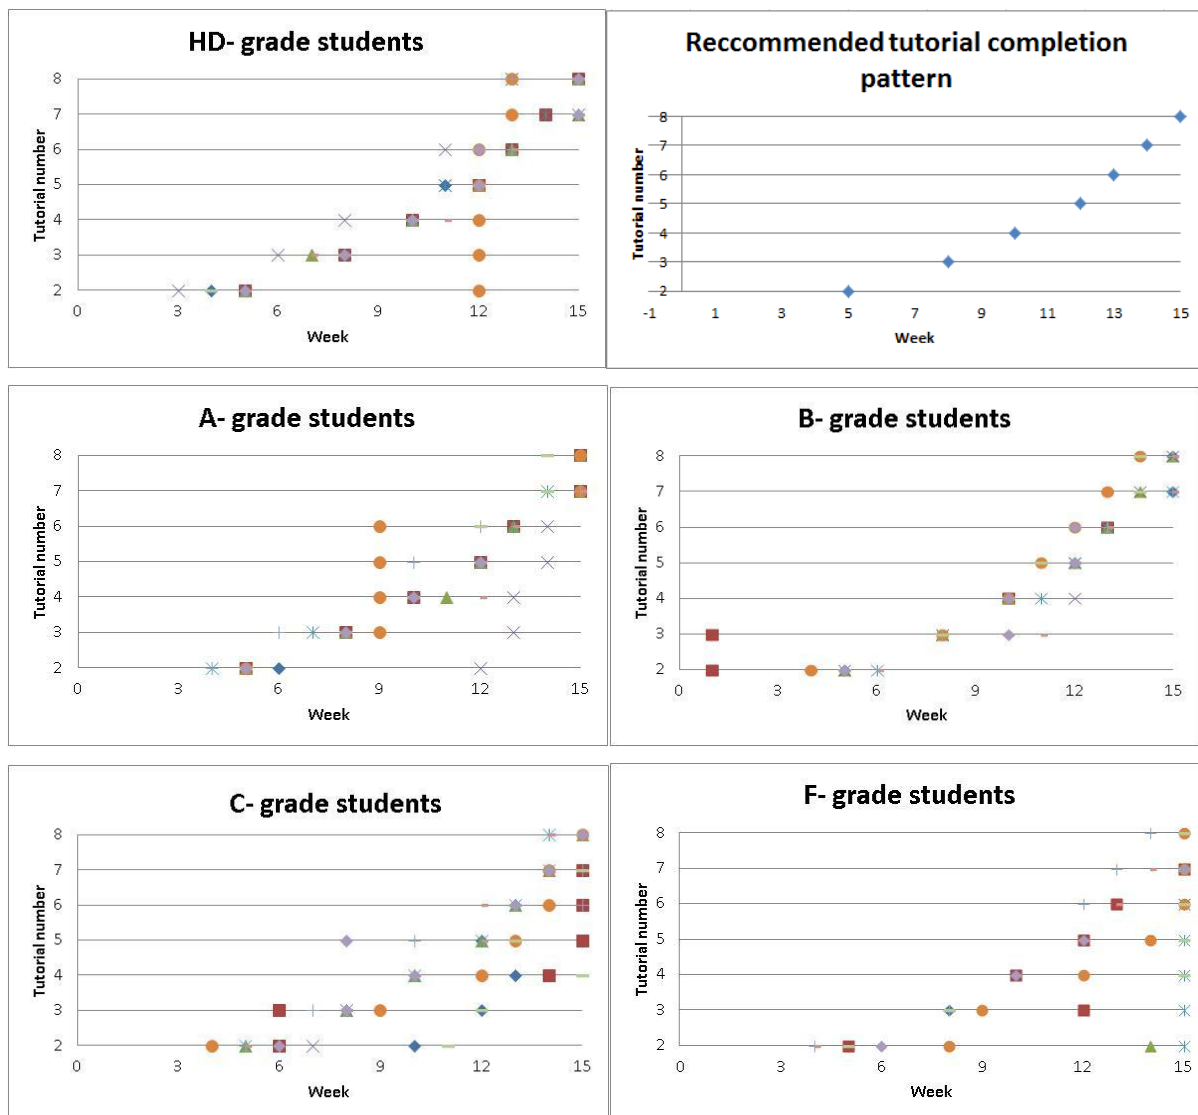 HD- grade students
8
7
6
5
4
3
2
Tutorial number
0 3 6 9 12 15
Week
Reccommended tutorial completion
pattern
8
7
6
5
4
3
2
Tutorial number
-1 1 3 5 7 9 11 13 15
Week
A- grade students
8
7
6
5
4
3
2
Tutorial number
0 3 6 9 12 15
Week
B- grade students
8
7
6
5
4
3
2
Tutorial number
0 3 6 9 12 15
Week
C- grade students
8
7
6
5
4
3
2
Tutorial number
0 3 6 9 12 15
Week
F- grade students
8
7
6
5
4
3
2
Tutorial number
0 3 6 9 12 15
Week